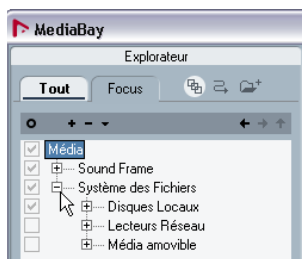 MediaBay
Explorateur
Tout Focus
Média
Sound Frame
Système des Fichiers
Disques Locaux
Lecteurs Réseau
Média amovible